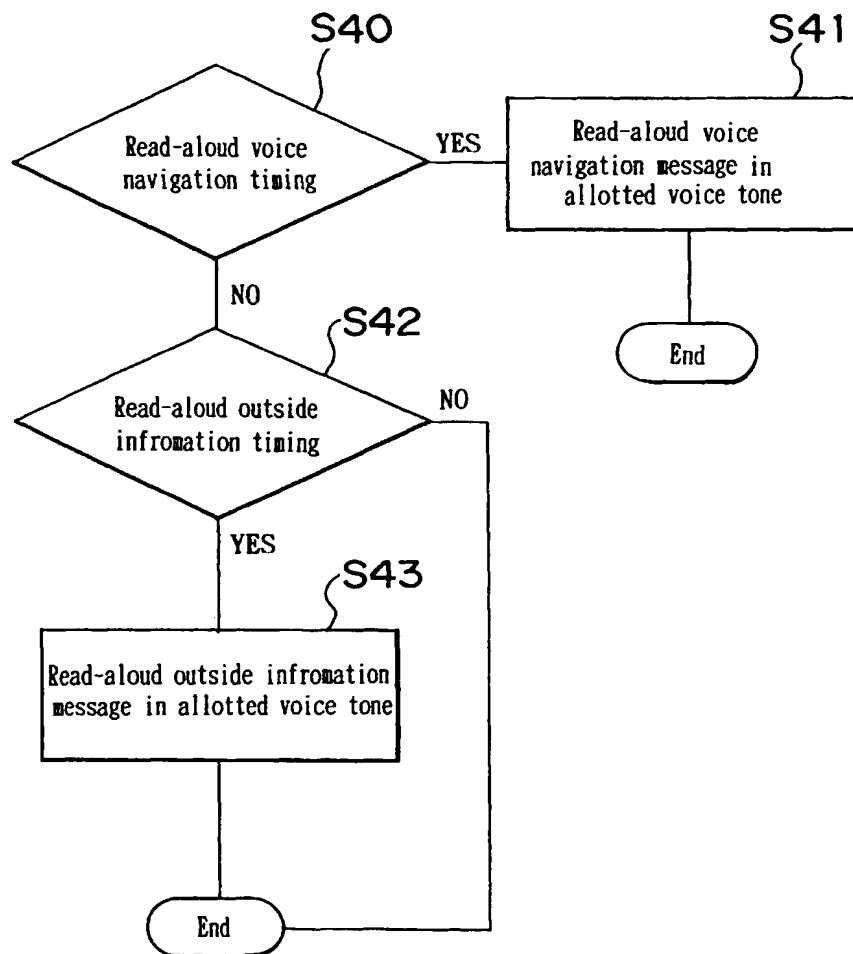 S40
Read-aloud voice
navigation timing
YES
S41
Read-aloud voice
navigation message in
allotted voice tone
End
NO
S42
Read-aloud outside
infromation timing
NO
YES
S43
Read-aloud outside infromation
message in allotted voice tone
End